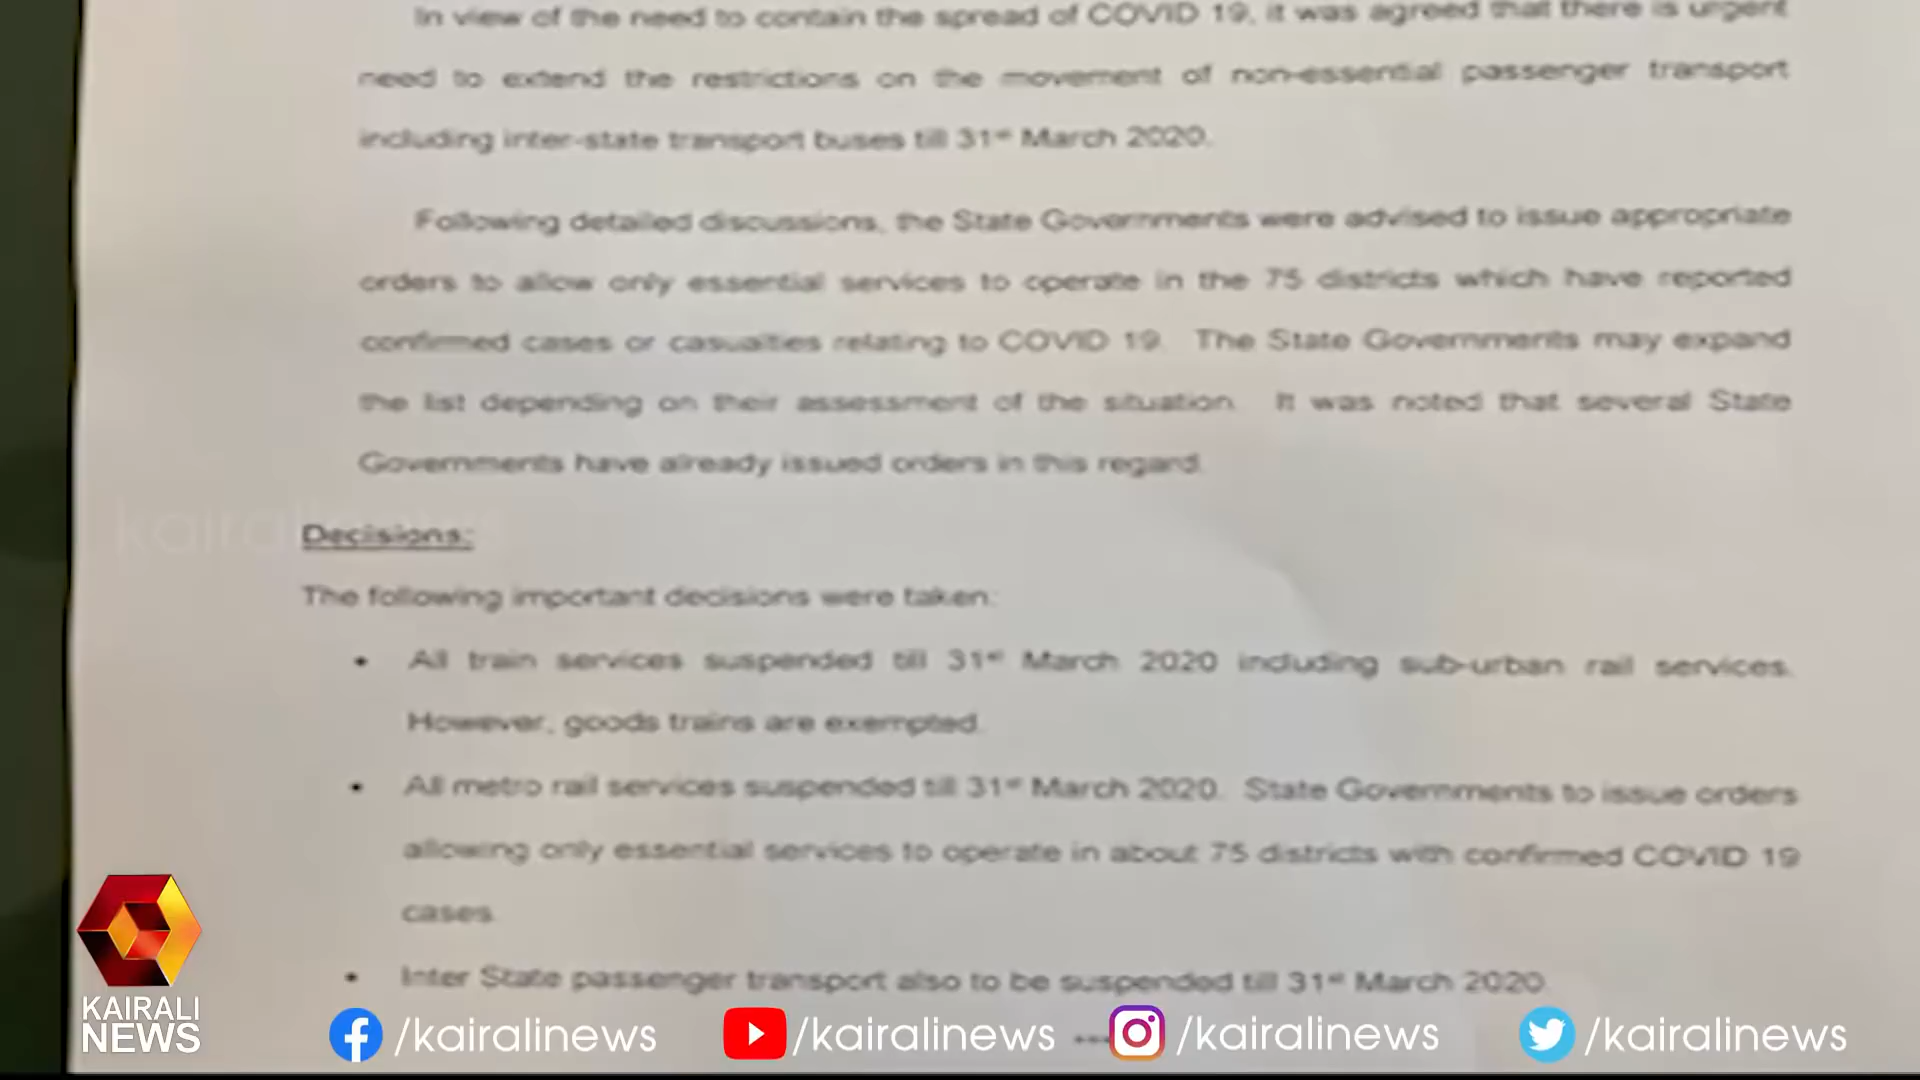 In view of the need to contain the spread of COVID 19, it was agreed that there is urgent
need to extend the restrictions on the movement of non-essential passenger transport
including inter-state transport buses till 31st March 2020.
Following detailed discussions, the State Governments were advised to issue appropriate
orders to allow only essential services to operate in the 75 districts which have reported
confirmed cases or casualties relating to COVID 19. The State Governments may expand
the list depending on their assessment of the situation. It was noted that several State
Governments have already issued orders in this regard.
kairalinews
Decisions:
The following important decisions were taken:
• All train services suspended till 31st March 2020 including sub-urban rail services.
However, goods trains are exempted.
• All metro rail services suspended till 31st March 2020. State Governments to issue orders
allowing only essential services to operate in about 75 districts with confirmed COVID 19
cases.
• Inter State passenger transport also to be suspended till 31st March 2020.
KAIRALI
NEWS
/kairalinews /kairalinews /kairalinews /kairalinews